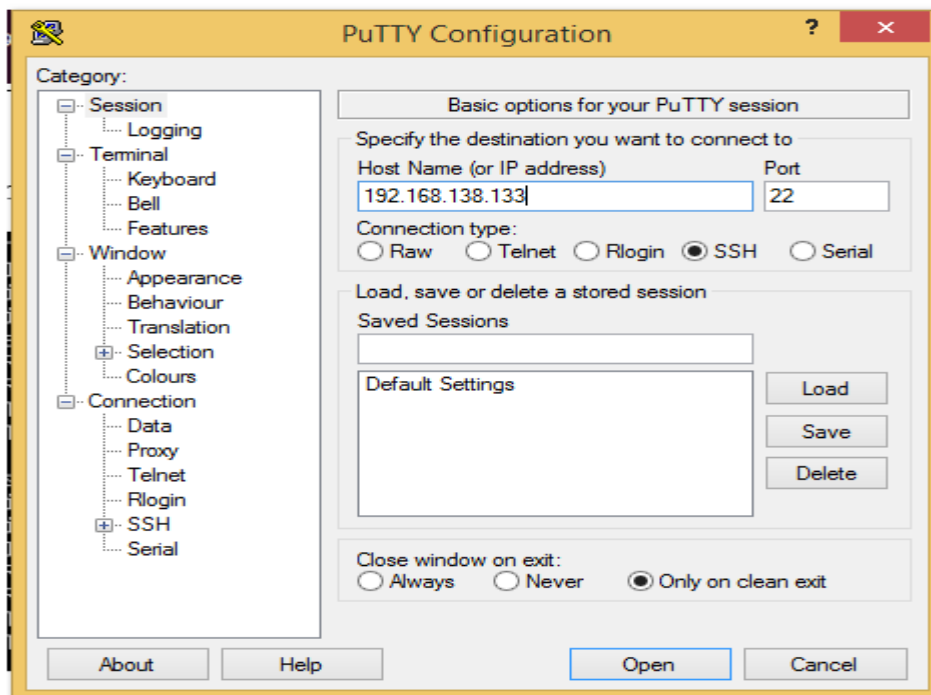 PuTTY Configuration
?
×
Category:
Session
Logging
Terminal
Keyboard
Bell
Features
Window
Appearance
Behaviour
Translation
Selection
Colours
Connection
Data
Proxy
Telnet
Rlogin
SSH
Serial
Basic options for your PuTTY session
Specify the destination you want to connect to
Host Name (or IP address) Port
192.168.138.133 22
Connection type:
Raw Telnet Rlogin SSH Serial
Load, save or delete a stored session
Saved Sessions
Default Settings
Load
Save
Delete
Close window on exit:
Always Never Only on clean exit
About Help Open Cancel